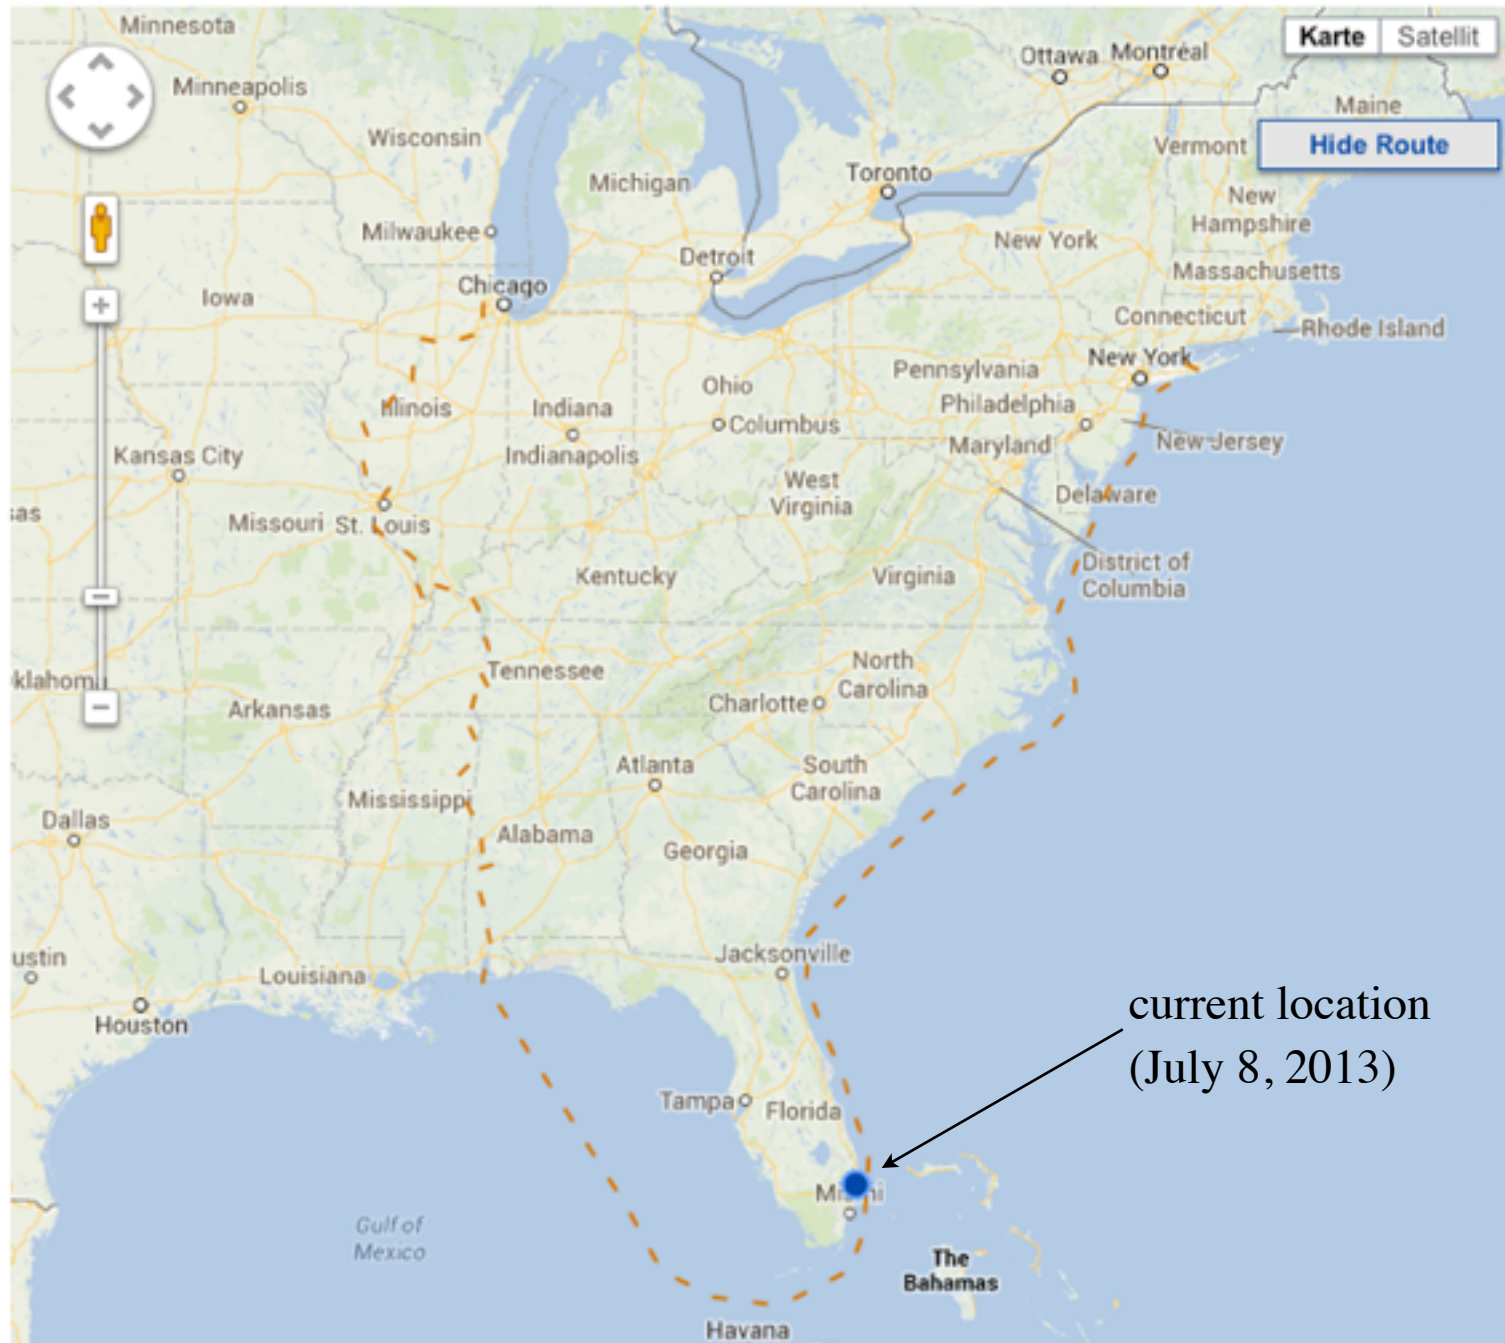 Minnesota
Karte
Satellit
Ottawa
Montréal
Minneapolis
Maine
Wisconsin
Vermont
Hide Route
Toronto
Michigan
New
Hampshire
Milwaukee
New York
Detroit
Massachusetts
Chicago
Iowa
Connecticut
Rhode Island
New York
Pennsylvania
Ohio
Illinois
Indiana
Philadelphia
Columbus
Maryland
New Jersey
Kansas City
Indianapolis
West
Virginia
Delaware
sas
Missouri
St. Louis
District of
Columbia
Kentucky
Virginia
Tennessee
North
Carolina
klahoma
Arkansas
Charlotte
Atlanta
South
Carolina
Mississippi
Dallas
Alabama
Georgia
Jacksonville
ustin
Louisiana
current location
(July 8, 2013)
Houston
Tampa
Florida
Miami
Gulf of
Mexico
The
Bahamas
Havana